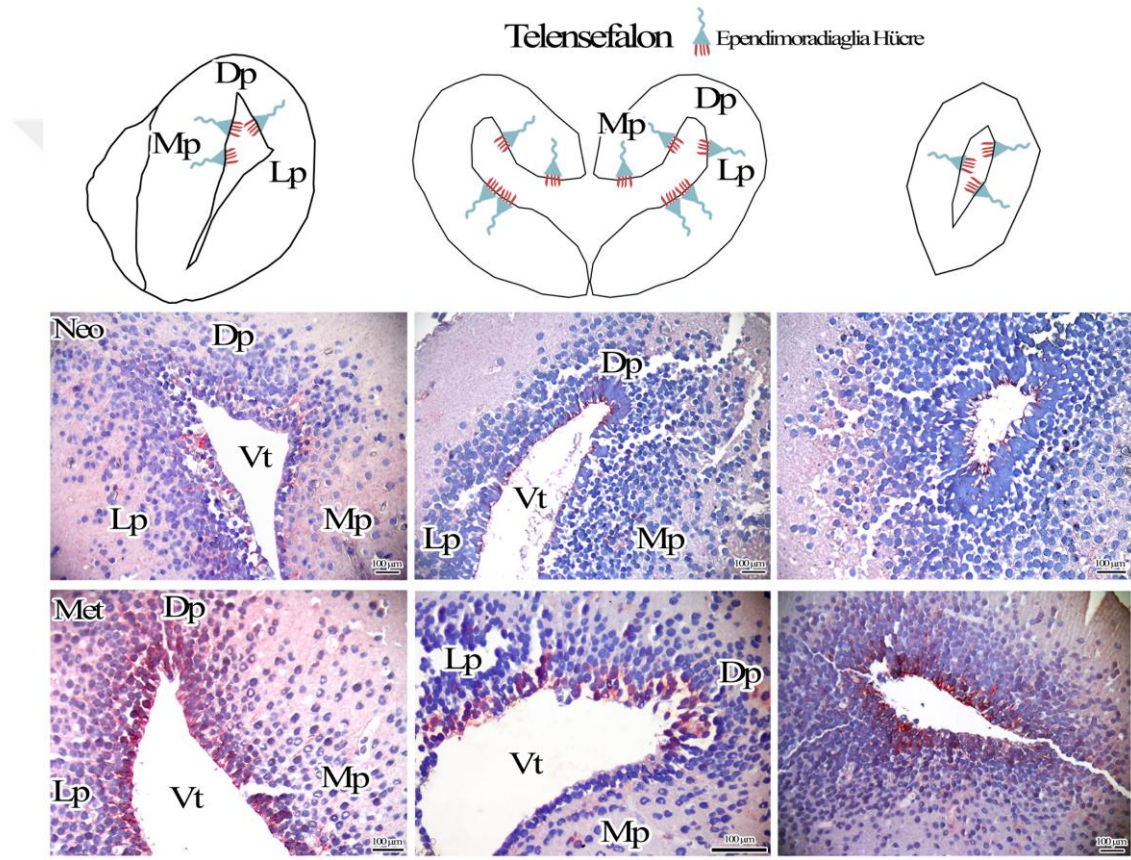 Telensefalon
Ependimoradiaglia Hücre
Dp
Mp
Lp
Dp
Mp
Lp
Neo
Dp
Vt
Lp
Mp
100 µm
Dp
Vt
Lp
Mp
100 µm
100 µm
Met
Dp
Lp
Vt
Mp
100 µm
Lp
Dp
Vt
Mp
100 µm
100 µm